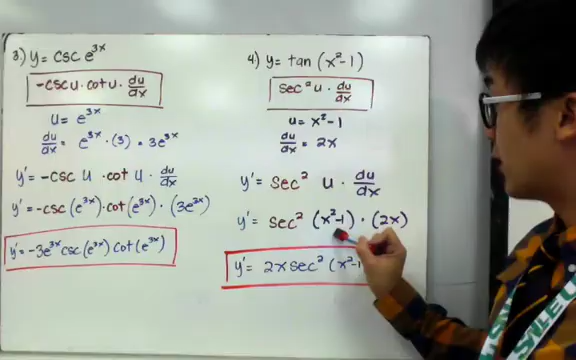 3) y = csc e^{3x}
-csc u · cot u · du/dx
u = e^{3x}
du/dx = e^{3x} · (3) = 3e^{3x}
y' = -csc u · cot u · du/dx
y' = -csc(e^{3x}) · cot(e^{3x}) · (3e^{3x})
y' = -3e^{3x} csc(e^{3x}) cot(e^{3x})
4) y = tan (x²-1)
sec² u · du/dx
u = x²-1
du/dx = 2x
y' = sec² u · du/dx
y' = sec² (x²-1) · (2x)
y' = 2x sec² (x²-1